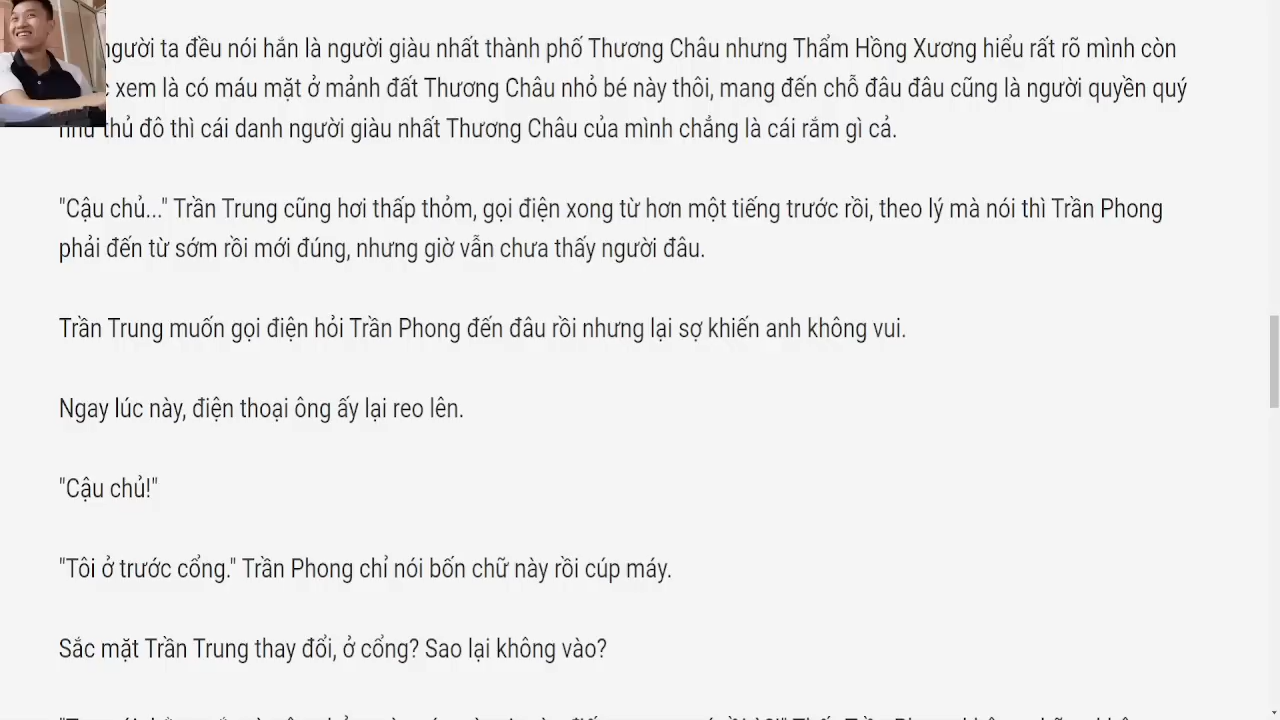 người ta đều nói hắn là người giàu nhất thành phố Thương Châu nhưng Thẩm Hồng Xương hiểu rất rõ mình còn
xem là có máu mặt ở mảnh đất Thương Châu nhỏ bé này thôi, mang đến chỗ đâu đâu cũng là người quyền quý
như thủ đô thì cái danh người giàu nhất Thương Châu của mình chẳng là cái rắm gì cả.
"Cậu chủ..." Trần Trung cũng hơi thấp thỏm, gọi điện xong từ hơn một tiếng trước rồi, theo lý mà nói thì Trần Phong
phải đến từ sớm rồi mới đúng, nhưng giờ vẫn chưa thấy người đâu.
Trần Trung muốn gọi điện hỏi Trần Phong đến đâu rồi nhưng lại sợ khiến anh không vui.
Ngay lúc này, điện thoại ông ấy lại reo lên.
"Cậu chủ!"
"Tôi ở trước cổng." Trần Phong chỉ nói bốn chữ này rồi cúp máy.
Sắc mặt Trần Trung thay đổi, ở cổng? Sao lại không vào?